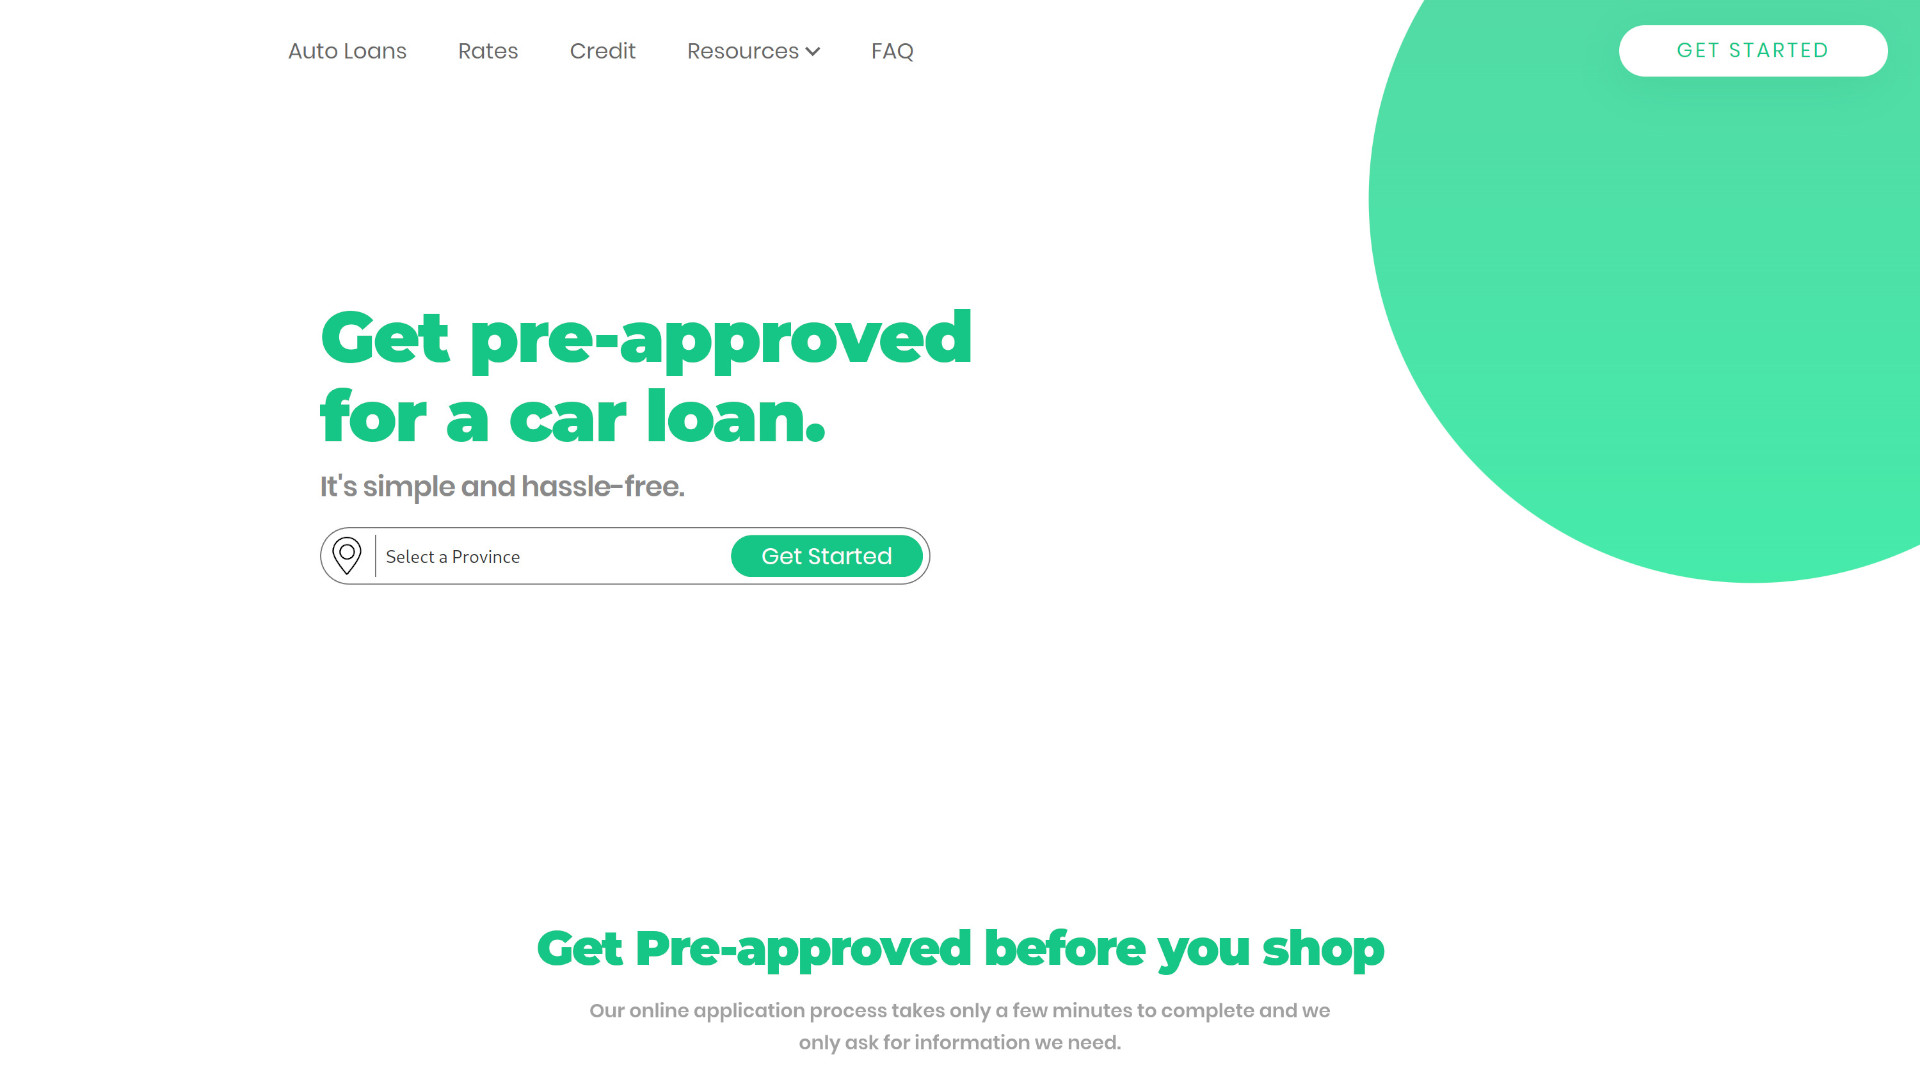 Auto Loans Rates Credit Resources FAQ GET STARTED
Get pre-approved
for a car loan.
It's simple and hassle-free.
Select a Province Get Started
Get Pre-approved before you shop
Our online application process takes only a few minutes to complete and we
only ask for information we need.